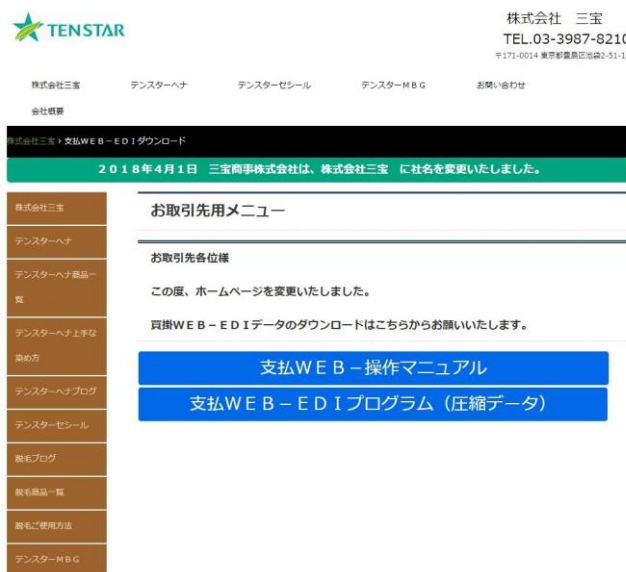 TENSTAR
株式会社 三宝
TEL.03-3987-8210
〒171-0014 東京都豊島区池袋2-51-1
株式会社三宝
テンスターヘナ
テンスターセシール
テンスターＭＢＧ
お問い合わせ
会社概要
株式会社三宝 › 支払ＷＥＢ－ＥＤＩダウンロード
２０１８年４月１日 三宝商事株式会社は、株式会社三宝 に社名を変更いたしました。
株式会社三宝
テンスターヘナ
テンスターヘナ商品一
覧
テンスターヘナ上手な
染め方
テンスターヘナブログ
テンスターセシール
脱毛ブログ
脱毛商品一覧
脱毛ご使用方法
テンスターＭＢＧ
お取引先用メニュー
お取引先各位様
この度、ホームページを変更いたしました。
買掛ＷＥＢ－ＥＤＩデータのダウンロードはこちらからお願いいたします。
支払ＷＥＢ－操作マニュアル
支払ＷＥＢ－ＥＤＩプログラム（圧縮データ）